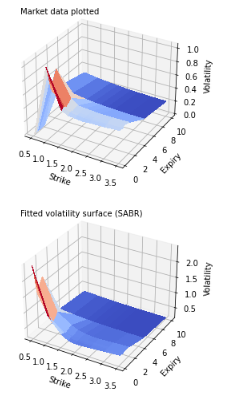 Market data plotted
1.0
0.8
0.6
0.4
0.2
0.0
Volatility
0.5 1.0 1.5 2.0 2.5 3.0 3.5
Strike
0 2 4 6 8 10
Expiry
Fitted volatility surface (SABR)
2.0
1.5
1.0
0.5
Volatility
0.5 1.0 1.5 2.0 2.5 3.0 3.5
Strike
0 2 4 6 8 10
Expiry